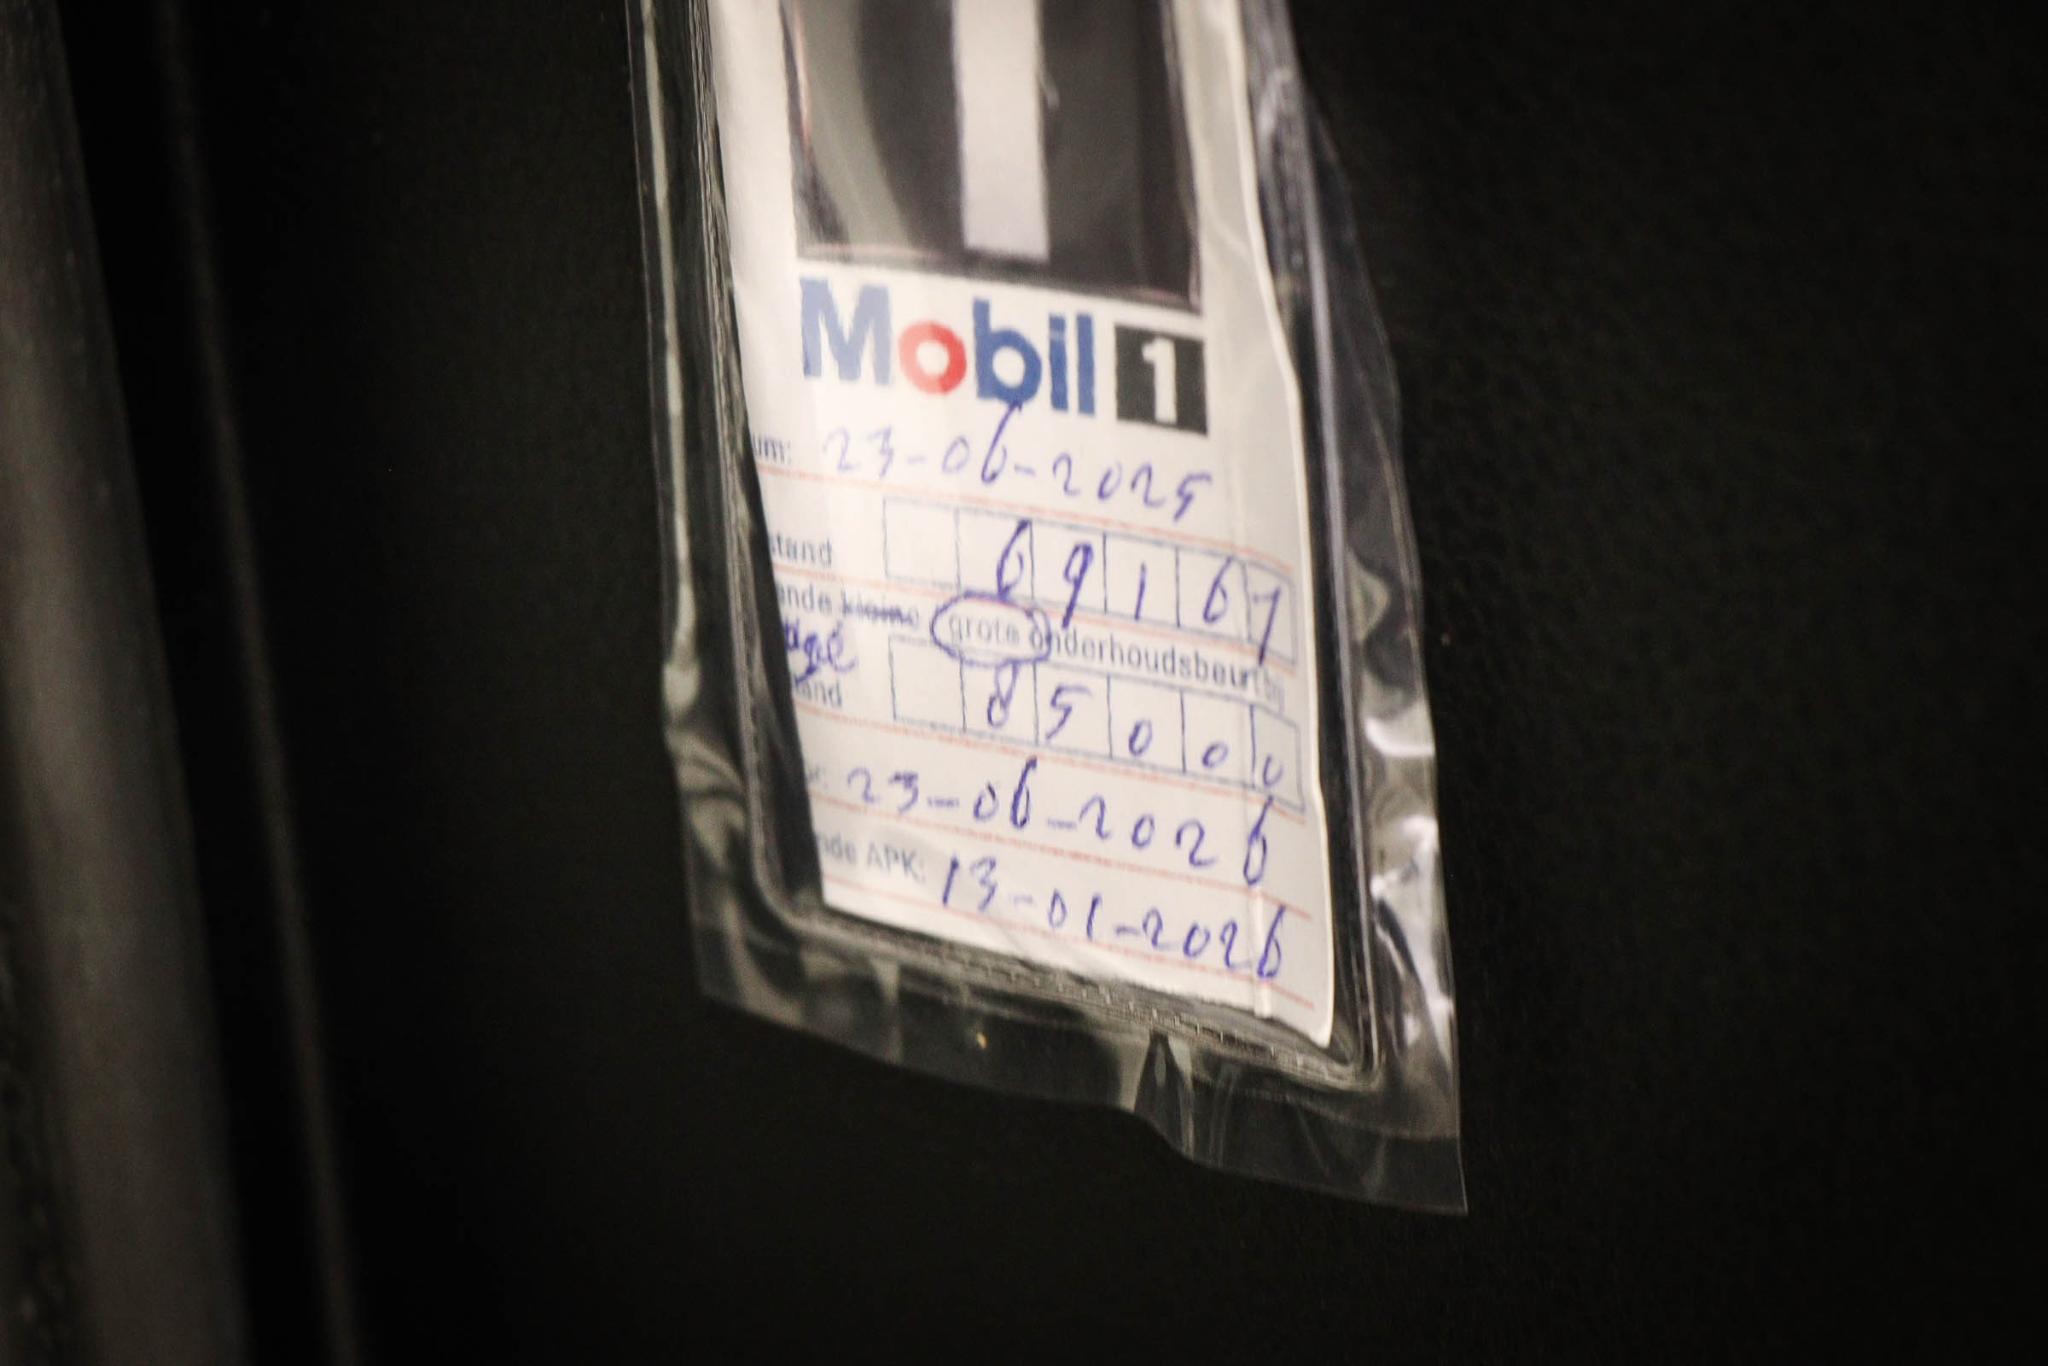 Mobil 1
um: 23-06-2025
stand 69167
ende kleine grote onderhoudsbeurt
and 85000
23-06-2026
nde APK: 13-01-2026